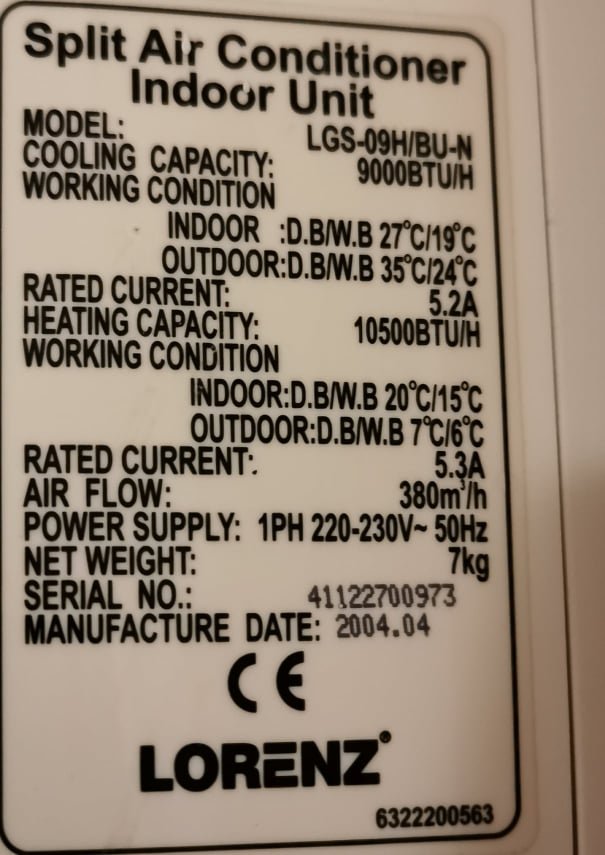 Split Air Conditioner
Indoor Unit
MODEL: LGS-09H/BU-N
COOLING CAPACITY: 9000BTU/H
WORKING CONDITION
INDOOR :D.B/W.B 27°C/19°C
OUTDOOR:D.B/W.B 35°C/24°C
RATED CURRENT: 5.2A
HEATING CAPACITY: 10500BTU/H
WORKING CONDITION
INDOOR:D.B/W.B 20°C/15°C
OUTDOOR:D.B/W.B 7°C/6°C
RATED CURRENT: 5.3A
AIR FLOW: 380m³/h
POWER SUPPLY: 1PH 220-230V~ 50Hz
NET WEIGHT: 7kg
SERIAL NO.: 41122700973
MANUFACTURE DATE: 2004.04
CE
LORENZ®
6322200563